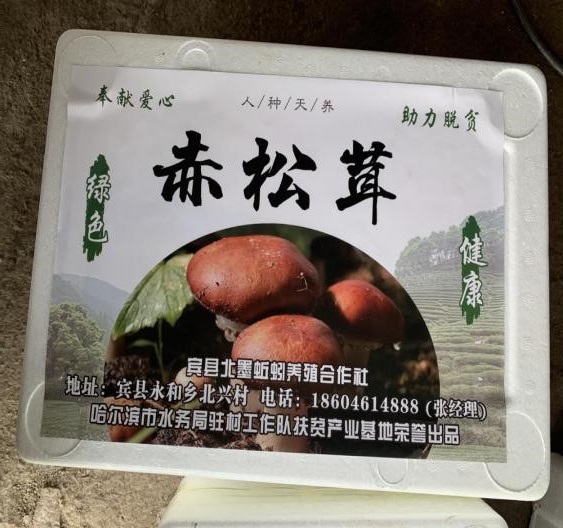 奉献爱心
人/种/天/养
助力脱贫
赤松茸
绿色
健康
宾县北墨蚯蚓养殖合作社
地址：宾县永和乡北兴村 电话：18604614888 (张经理)
哈尔滨市水务局驻村工作队扶贫产业基地荣誉出品